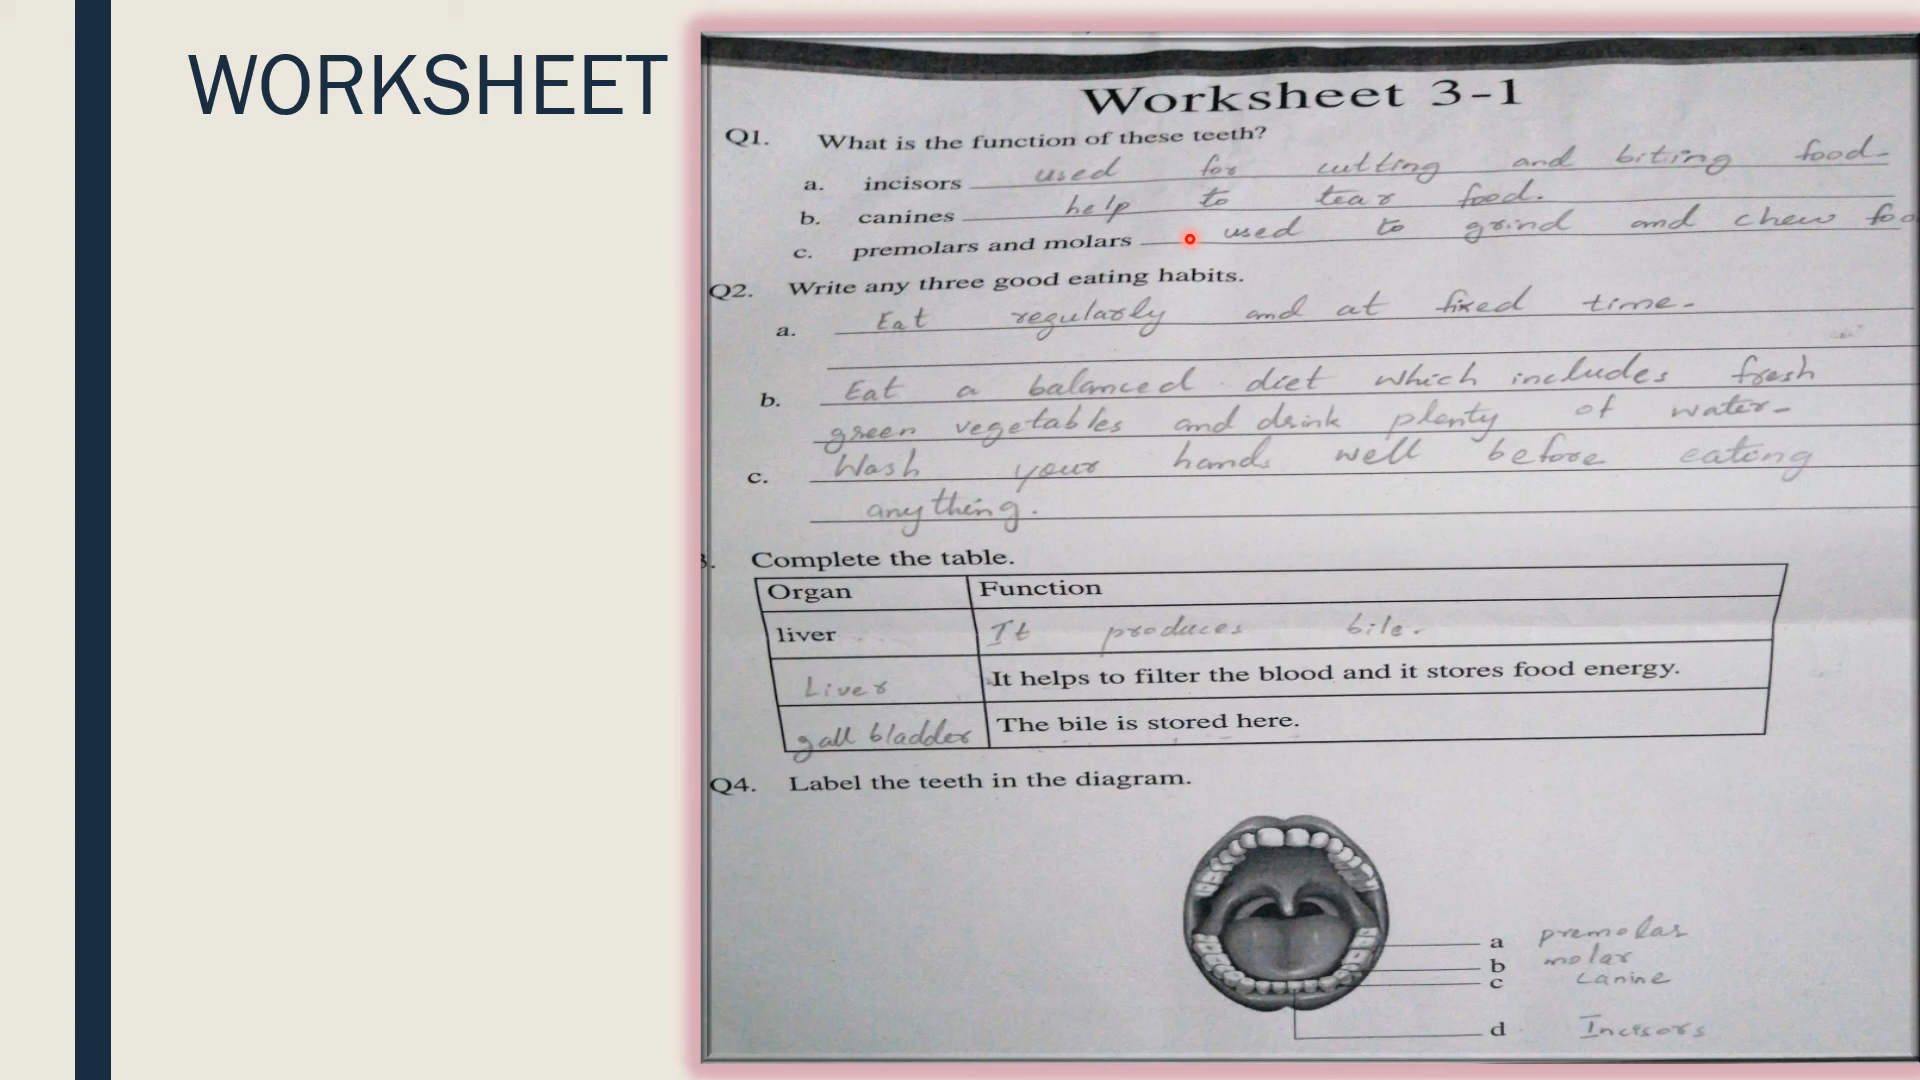 WORKSHEET
Worksheet 3-1
Q1. What is the function of these teeth?
a. incisors used for cutting and biting food.
b. canines help to tear food.
c. premolars and molars used to grind and chew foo
Q2. Write any three good eating habits.
a. Eat regularly and at fixed time.
b. Eat a balanced diet which includes fresh
green vegetables and drink plenty of water.
c. Wash your hands well before eating
anything.
3. Complete the table.
Organ Function
liver It produces bile.
Liver It helps to filter the blood and it stores food energy.
gall bladder The bile is stored here.
Q4. Label the teeth in the diagram.
a premolar
b molar
c canine
d Incisors